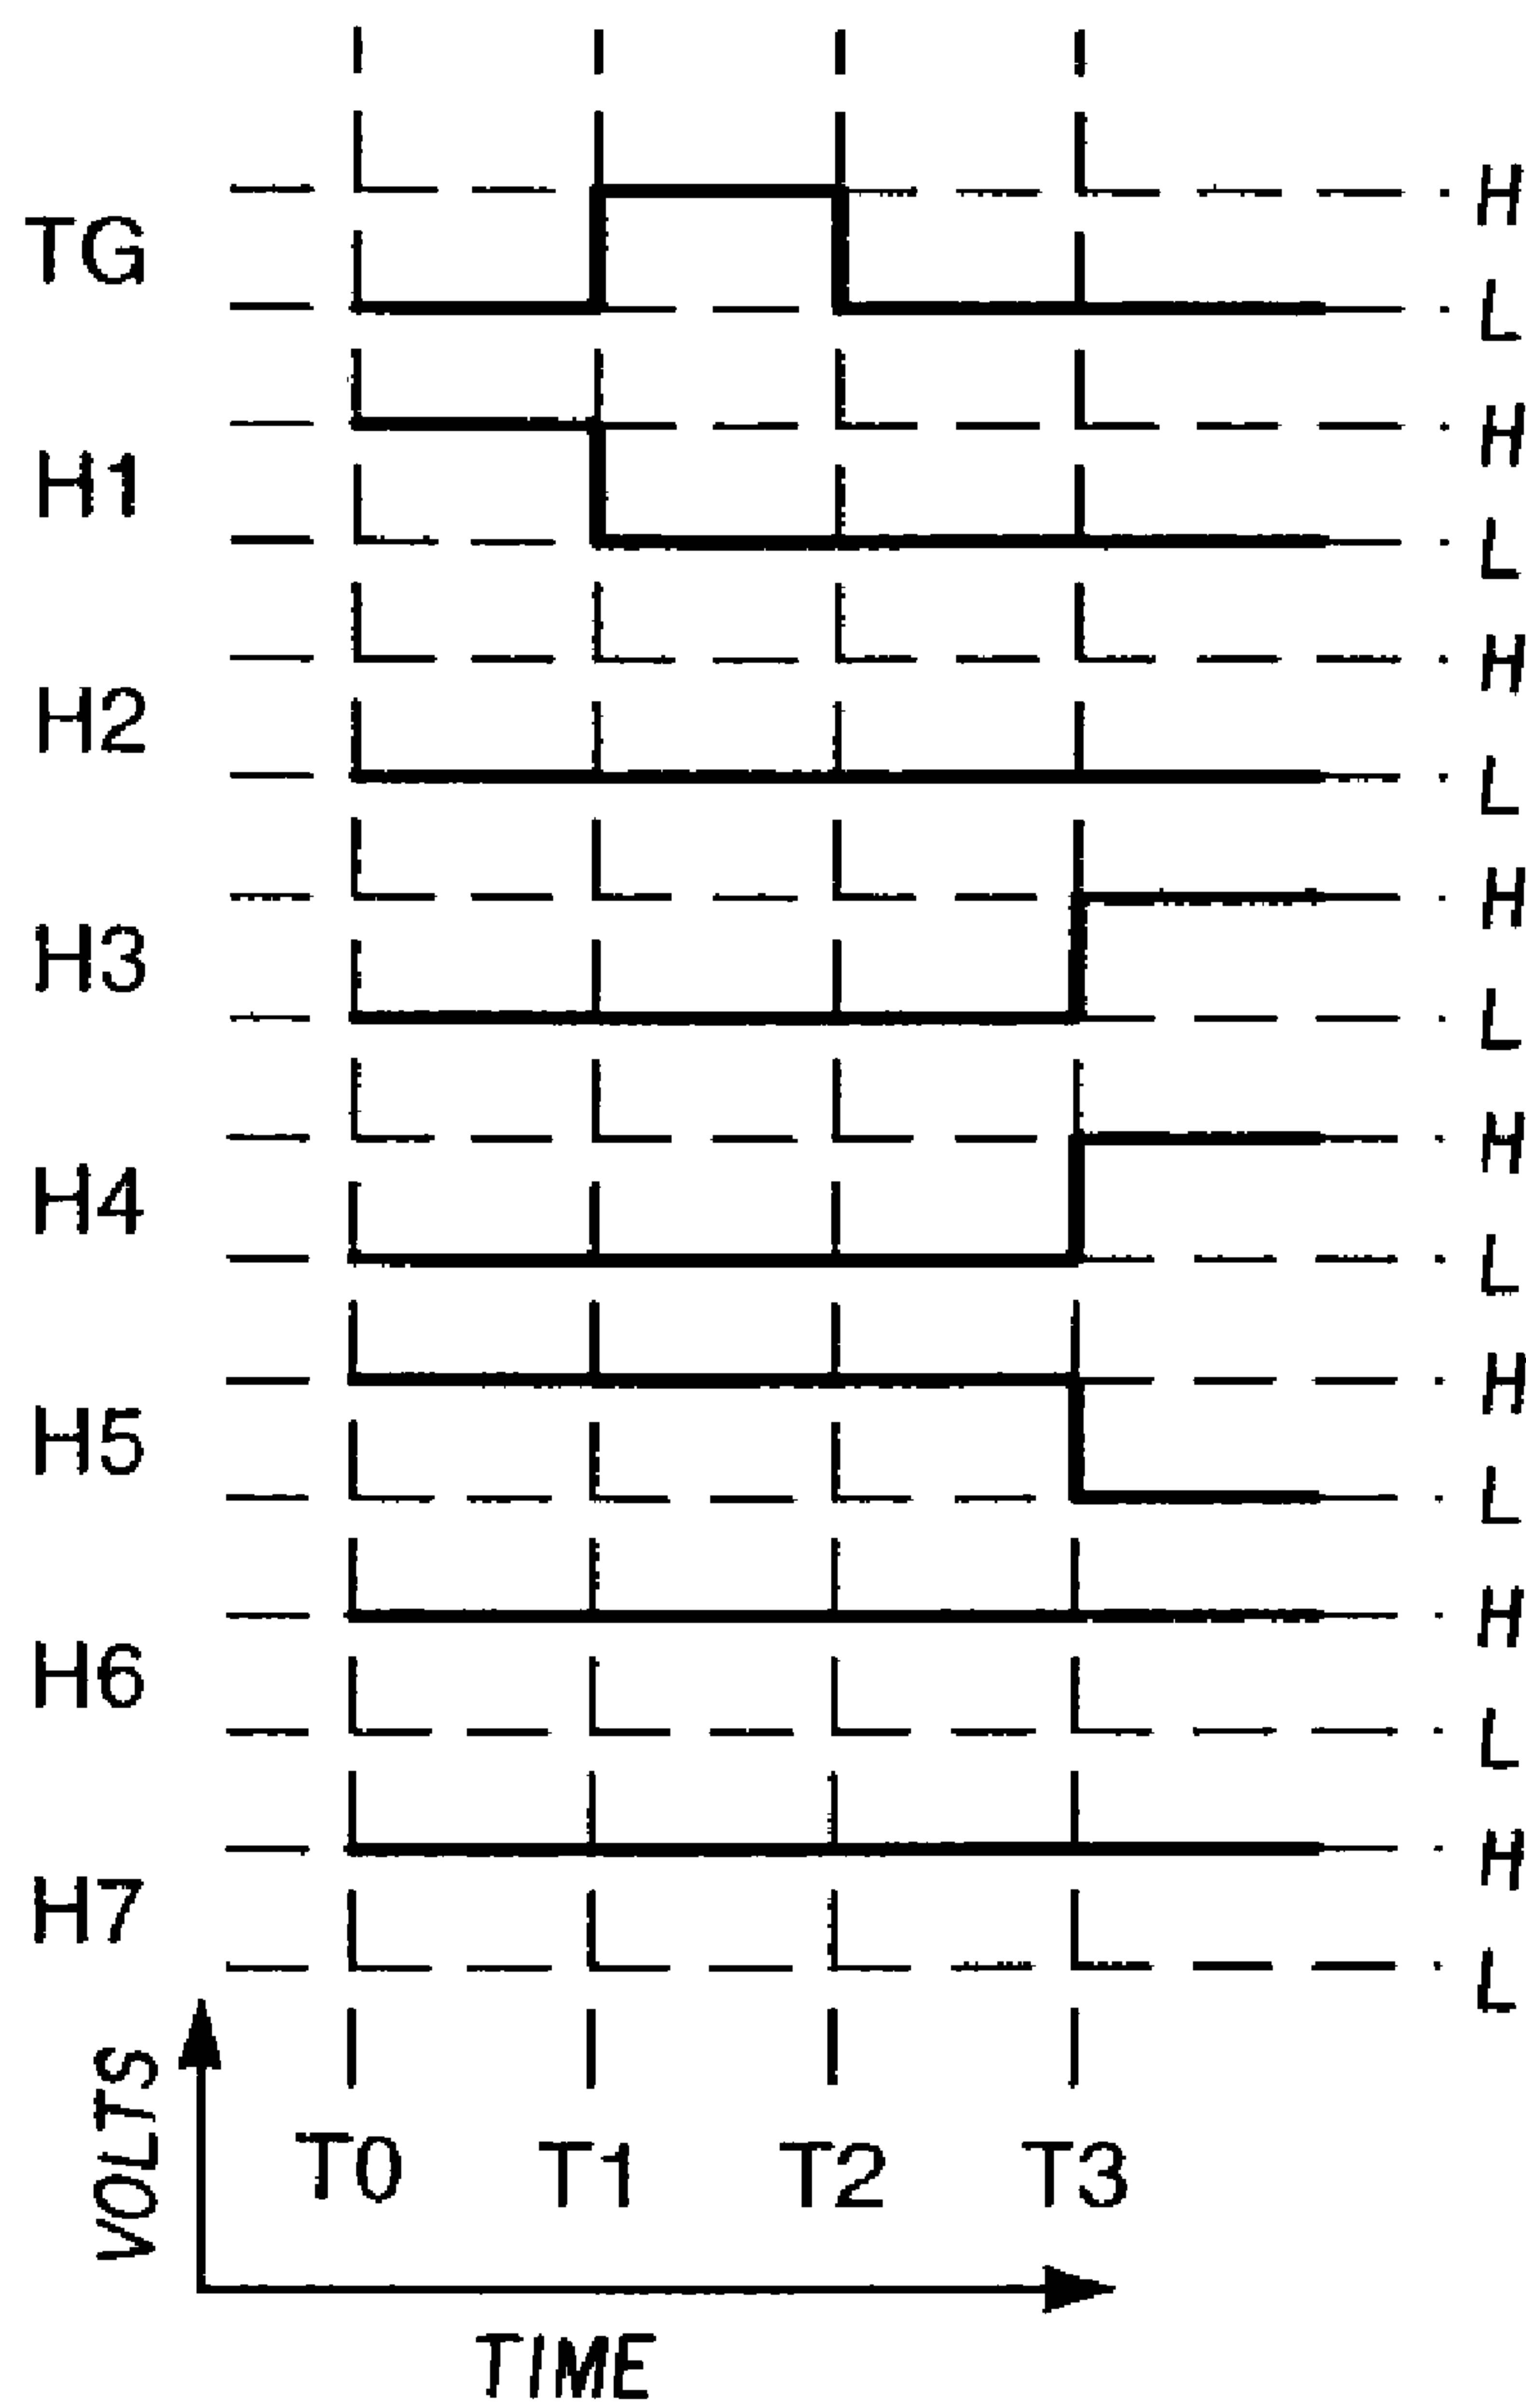 TG H
L
H1 H
L
H2 H
L
H3 H
L
H4 H
L
H5 H
L
H6 H
L
H7 H
L
VOLTS
T0 T1 T2 T3
TIME